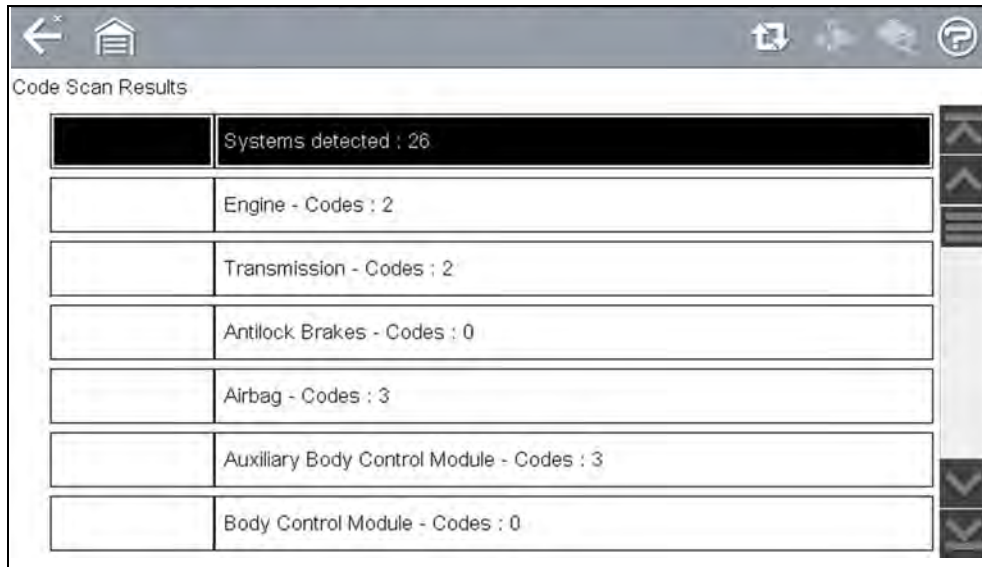 Code Scan Results
Systems detected : 26
Engine - Codes : 2
Transmission - Codes : 2
Antilock Brakes - Codes : 0
Airbag - Codes : 3
Auxiliary Body Control Module - Codes : 3
Body Control Module - Codes : 0